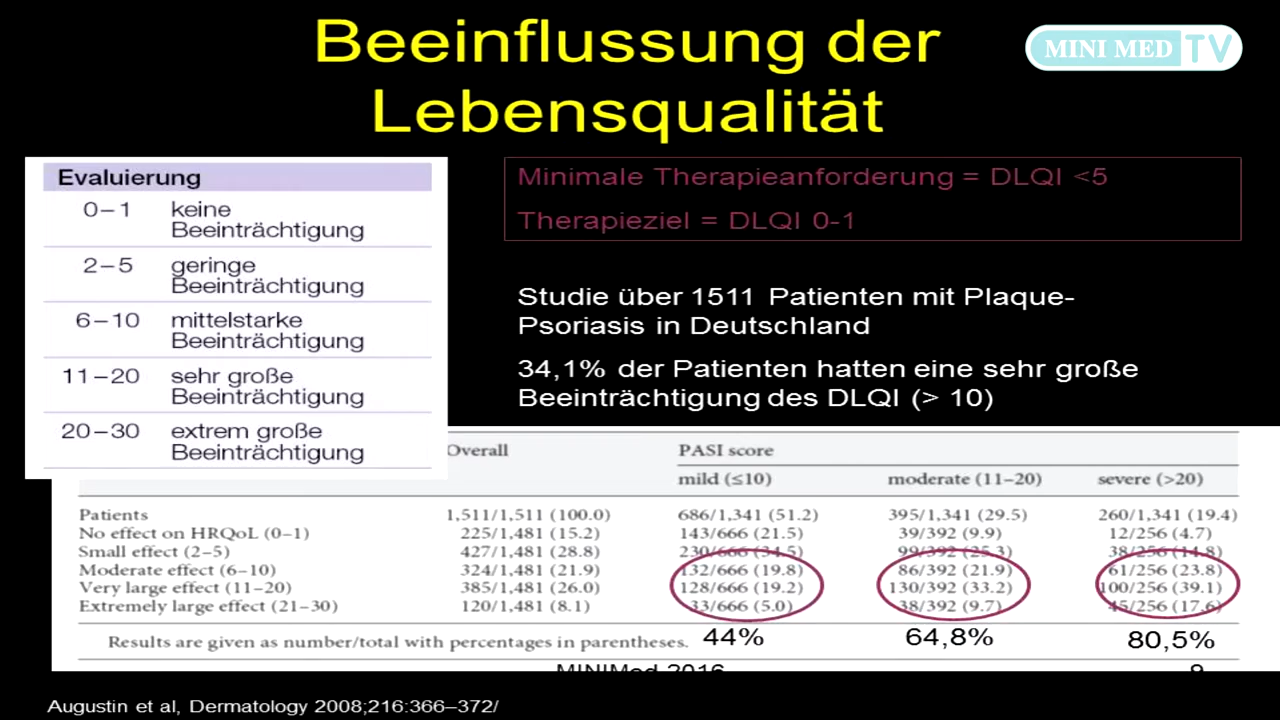 Beeinflussung der
Lebensqualität
MINI MED TV
Evaluierung
0–1 keine
Beeinträchtigung
2–5 geringe
Beeinträchtigung
6–10 mittelstarke
Beeinträchtigung
11–20 sehr große
Beeinträchtigung
20–30 extrem große
Beeinträchtigung
Minimale Therapieanforderung = DLQI <5
Therapieziel = DLQI 0-1
Studie über 1511 Patienten mit Plaque-
Psoriasis in Deutschland
34,1% der Patienten hatten eine sehr große
Beeinträchtigung des DLQI (> 10)
Overall PASI score
mild (≤10) moderate (11–20) severe (>20)
Patients 1,511/1,511 (100.0) 686/1,341 (51.2) 395/1,341 (29.5) 260/1,341 (19.4)
No effect on HRQoL (0–1) 225/1,481 (15.2) 143/666 (21.5) 39/392 (9.9) 12/256 (4.7)
Small effect (2–5) 427/1,481 (28.8) 230/666 (34.5) 99/392 (25.3) 38/256 (14.8)
Moderate effect (6–10) 324/1,481 (21.9) 132/666 (19.8) 86/392 (21.9) 61/256 (23.8)
Very large effect (11–20) 385/1,481 (26.0) 128/666 (19.2) 130/392 (33.2) 100/256 (39.1)
Extremely large effect (21–30) 120/1,481 (8.1) 33/666 (5.0) 38/392 (9.7) 45/256 (17.6)
Results are given as number/total with percentages in parentheses. 44% 64,8% 80,5%
MINIMed 2016 9
Augustin et al, Dermatology 2008;216:366–372/